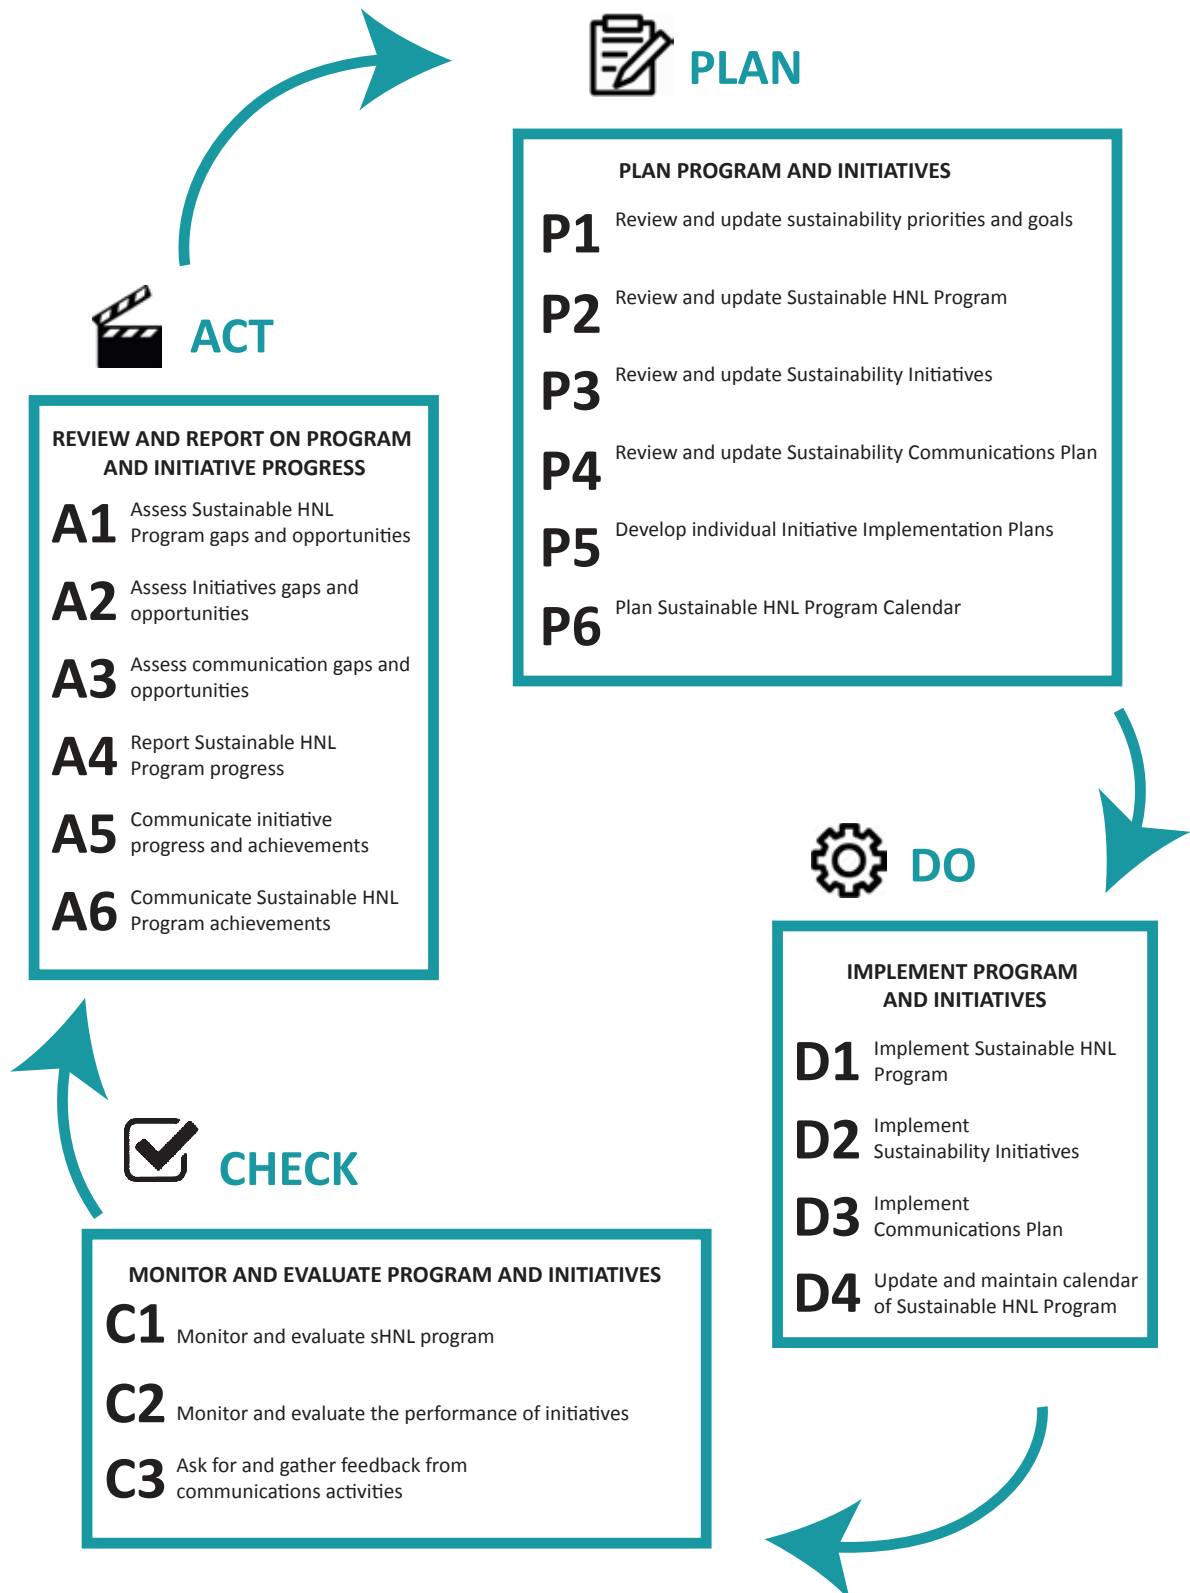 PLAN
PLAN PROGRAM AND INITIATIVES
P1 Review and update sustainability priorities and goals
P2 Review and update Sustainable HNL Program
P3 Review and update Sustainability Initiatives
P4 Review and update Sustainability Communications Plan
P5 Develop individual Initiative Implementation Plans
P6 Plan Sustainable HNL Program Calendar
DO
IMPLEMENT PROGRAM
AND INITIATIVES
D1 Implement Sustainable HNL
Program
D2 Implement
Sustainability Initiatives
D3 Implement
Communications Plan
D4 Update and maintain calendar
of Sustainable HNL Program
CHECK
MONITOR AND EVALUATE PROGRAM AND INITIATIVES
C1 Monitor and evaluate sHNL program
C2 Monitor and evaluate the performance of initiatives
C3 Ask for and gather feedback from
communications activities
ACT
REVIEW AND REPORT ON PROGRAM
AND INITIATIVE PROGRESS
A1 Assess Sustainable HNL
Program gaps and opportunities
A2 Assess Initiatives gaps and
opportunities
A3 Assess communication gaps and
opportunities
A4 Report Sustainable HNL
Program progress
A5 Communicate initiative
progress and achievements
A6 Communicate Sustainable HNL
Program achievements